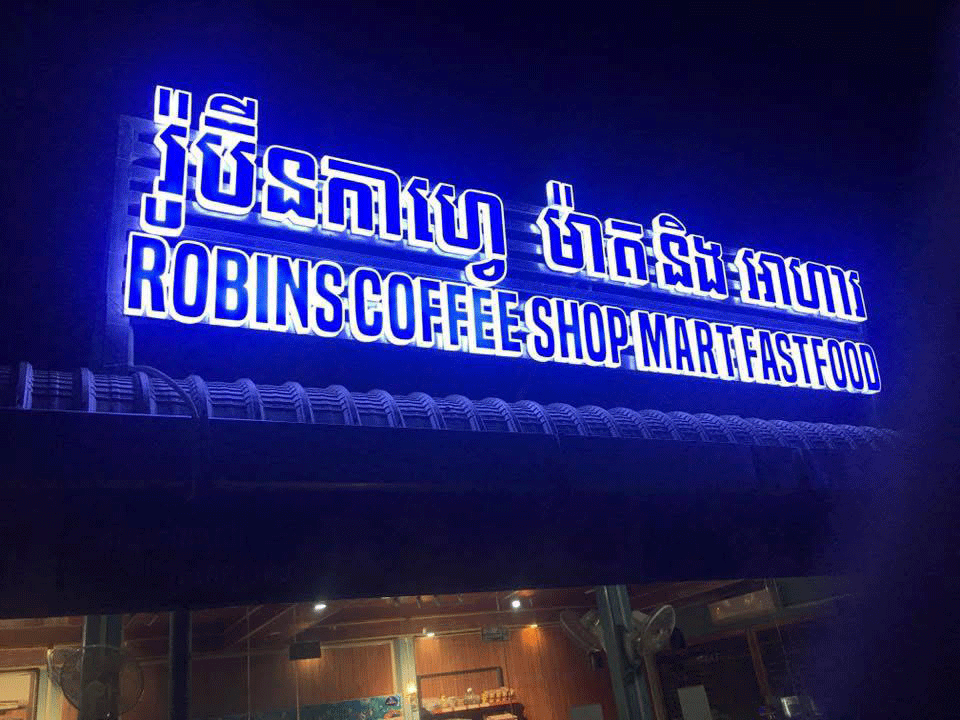 រ៉ូប៊ីនកាហ្វេ ម៉ាត និង អាហារ
ROBINS COFFEE SHOP MART FASTFOOD